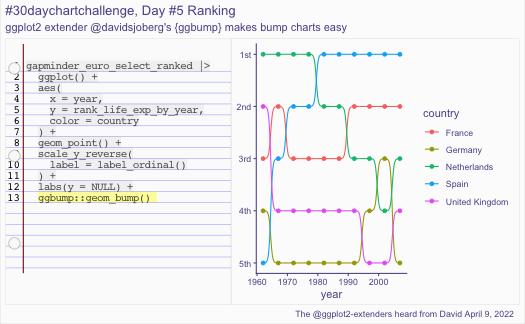 #30daychartchallenge, Day #5 Ranking
ggplot2 extender @davidsjoberg's {ggbump} makes bump charts easy
gapminder_euro_select_ranked |>
2 ggplot() +
3 aes(
4 x = year,
5 y = rank_life_exp_by_year,
6 color = country
7 ) +
8 geom_point() +
scale_y_reverse(
10 label = label_ordinal()
11 ) +
12 labs(y = NULL) +
13 ggbump::geom_bump()
1st
2nd
3rd
4th
5th
1960 1970 1980 1990 2000
year
country
France
Germany
Netherlands
Spain
United Kingdom
The @ggplot2-extenders heard from David April 9, 2022